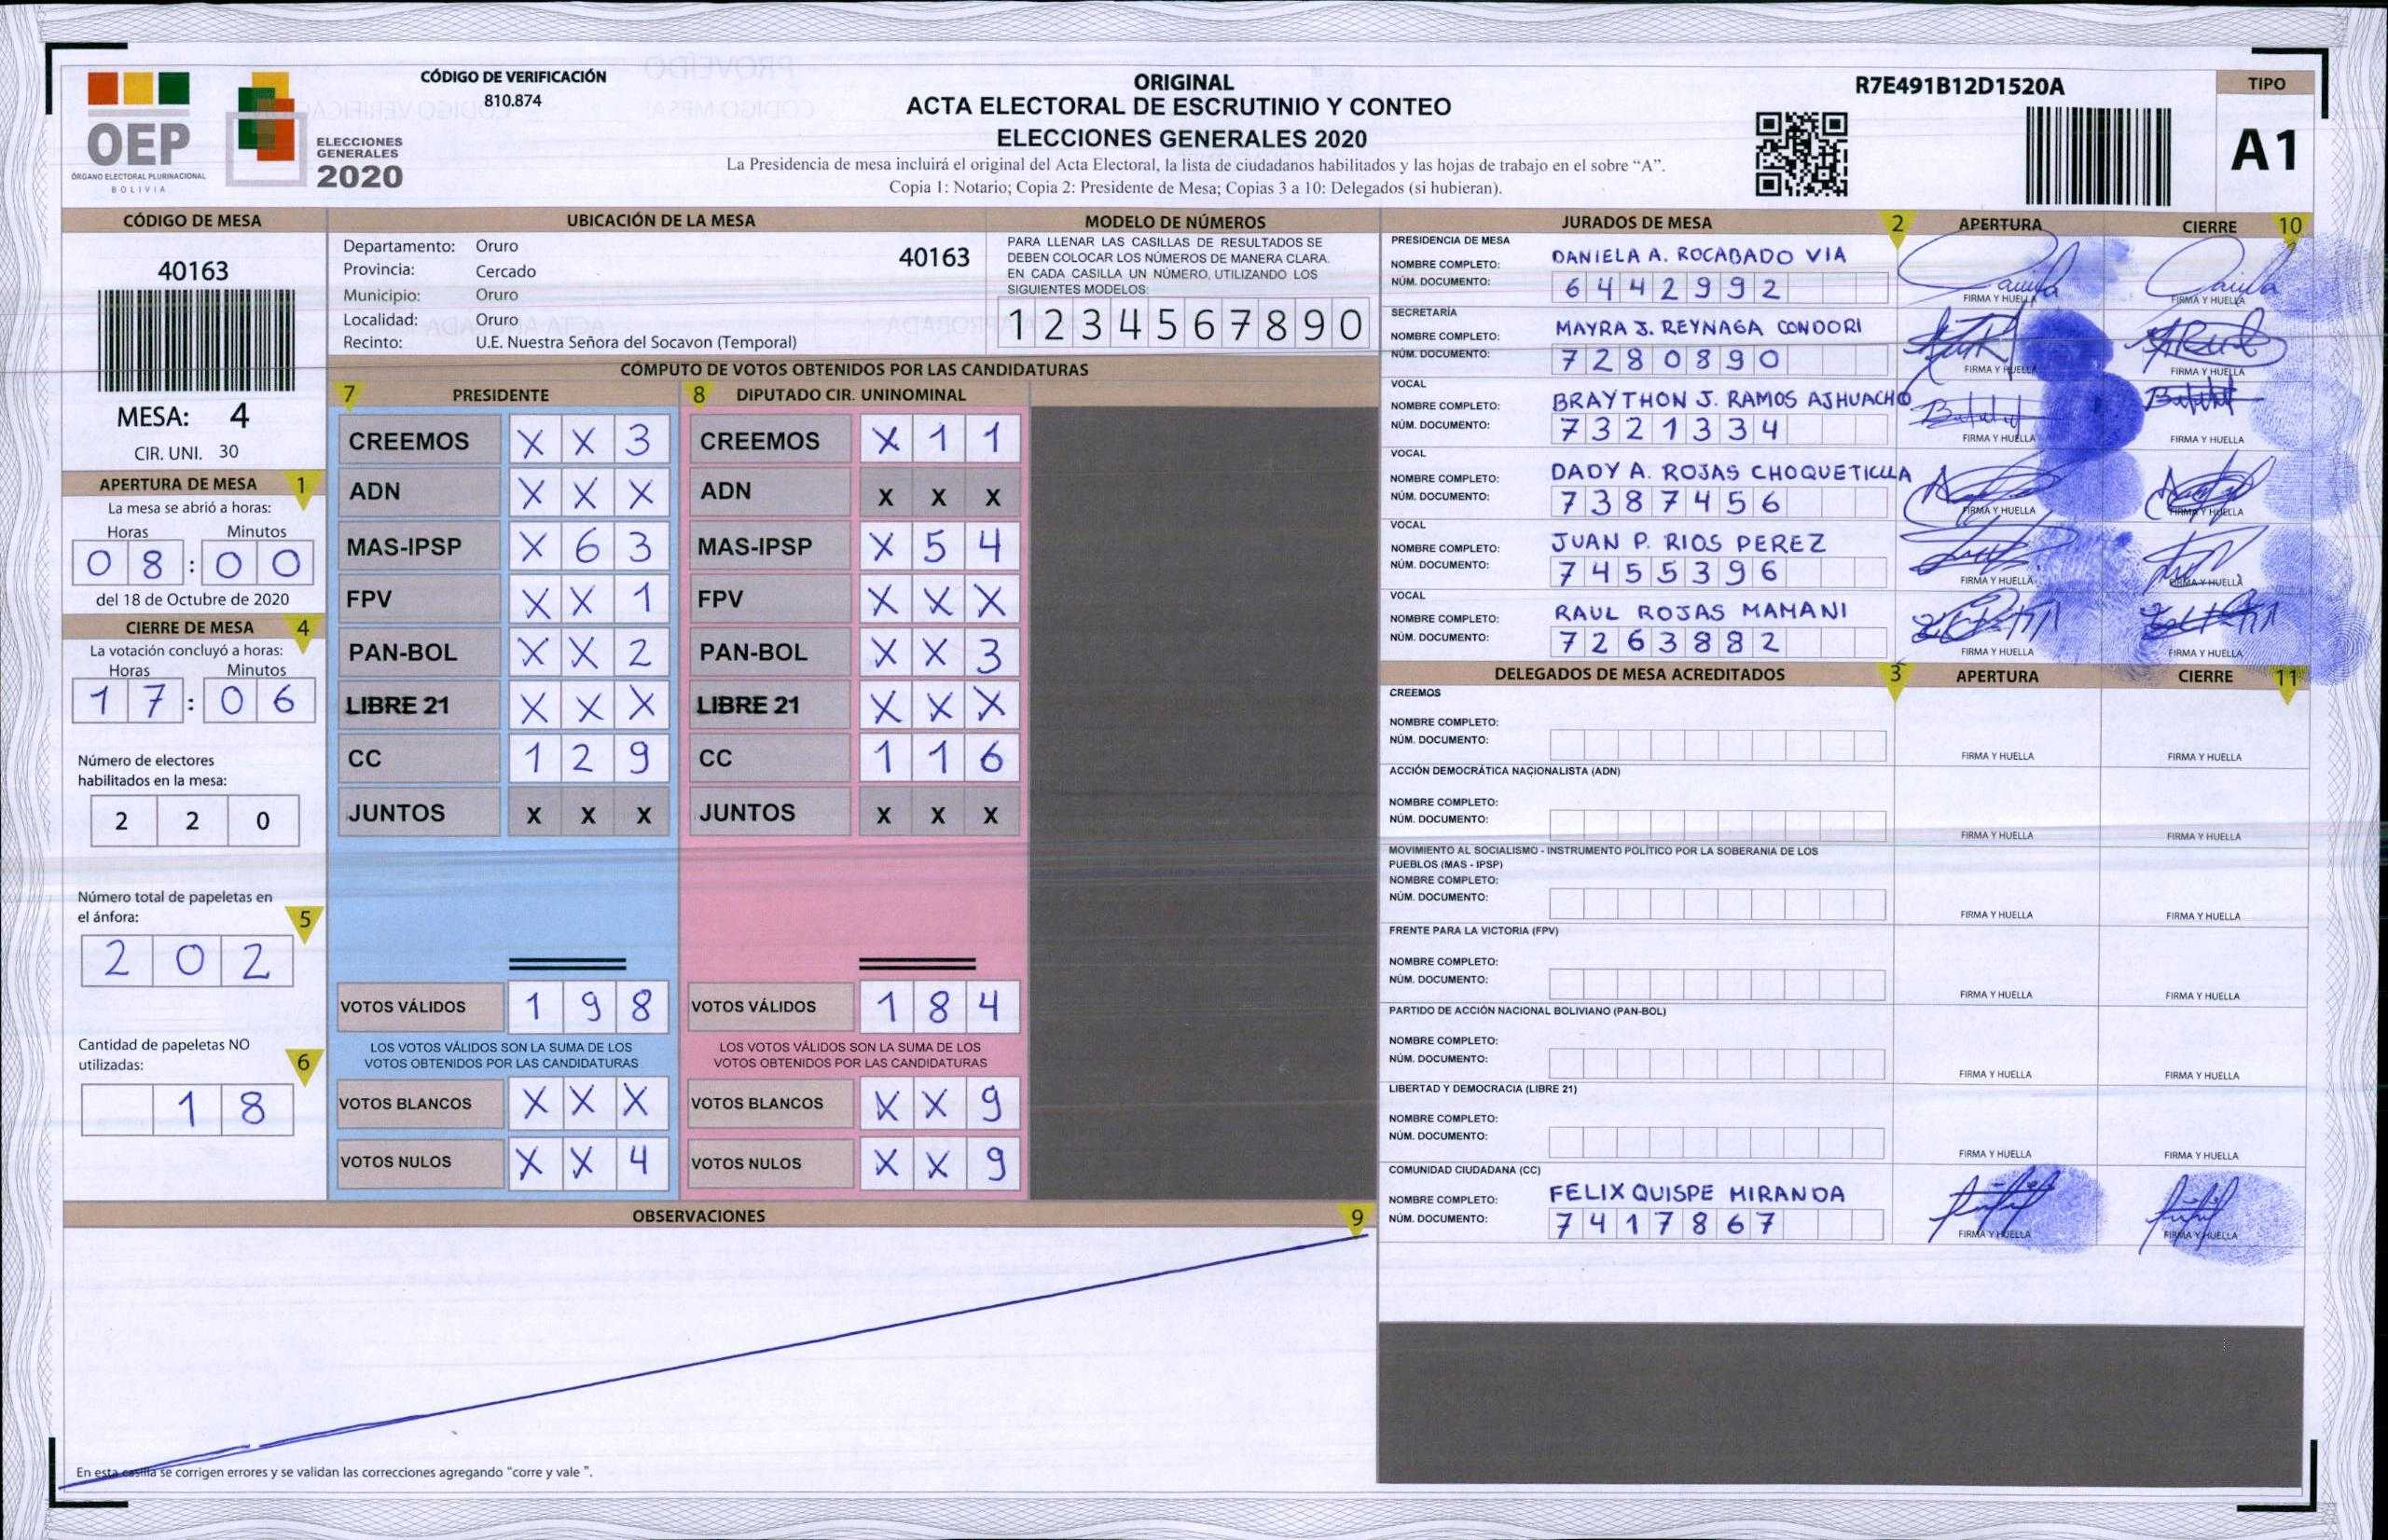 CÓDIGO DE VERIFICACIÓN
810.874
OEP
ÓRGANO ELECTORAL PLURINACIONAL
BOLIVIA
ELECCIONES
GENERALES
2020
ORIGINAL
ACTA ELECTORAL DE ESCRUTINIO Y CONTEO
ELECCIONES GENERALES 2020
La Presidencia de mesa incluirá el original del Acta Electoral, la lista de ciudadanos habilitados y las hojas de trabajo en el sobre “A”.
Copia 1: Notario; Copia 2: Presidente de Mesa; Copias 3 a 10: Delegados (si hubieran).
R7E491B12D1520A
TIPO
A1
CÓDIGO DE MESA
40163
MESA: 4
CIR. UNI. 30
APERTURA DE MESA 1
La mesa se abrió a horas:
Horas Minutos
08:00
del 18 de Octubre de 2020
CIERRE DE MESA 4
La votación concluyó a horas:
Horas Minutos
17:06
Número de electores
habilitados en la mesa:
2 2 0
Número total de papeletas en
el ánfora: 5
2 0 2
Cantidad de papeletas NO
utilizadas: 6
1 8
UBICACIÓN DE LA MESA
Departamento: Oruro
40163
Provincia: Cercado
Municipio: Oruro
Localidad: Oruro
Recinto: U.E. Nuestra Señora del Socavon (Temporal)
MODELO DE NÚMEROS
PARA LLENAR LAS CASILLAS DE RESULTADOS SE
DEBEN COLOCAR LOS NÚMEROS DE MANERA CLARA.
EN CADA CASILLA UN NÚMERO, UTILIZANDO LOS
SIGUIENTES MODELOS:
1 2 3 4 5 6 7 8 9 0
CÓMPUTO DE VOTOS OBTENIDOS POR LAS CANDIDATURAS
7 PRESIDENTE
CREEMOS X X 3
ADN X X X
MAS-IPSP X 6 3
FPV X X 1
PAN-BOL X X 2
LIBRE 21 X X X
CC 1 2 9
JUNTOS X X X
VOTOS VÁLIDOS 1 9 8
LOS VOTOS VÁLIDOS SON LA SUMA DE LOS
VOTOS OBTENIDOS POR LAS CANDIDATURAS
VOTOS BLANCOS X X X
VOTOS NULOS X X 4
8 DIPUTADO CIR. UNINOMINAL
CREEMOS X 1 1
ADN X X X
MAS-IPSP X 5 4
FPV X X X
PAN-BOL X X 3
LIBRE 21 X X X
CC 1 1 6
JUNTOS X X X
VOTOS VÁLIDOS 1 8 4
LOS VOTOS VÁLIDOS SON LA SUMA DE LOS
VOTOS OBTENIDOS POR LAS CANDIDATURAS
VOTOS BLANCOS X X 9
VOTOS NULOS X X 9
OBSERVACIONES 9
En esta casilla se corrigen errores y se validan las correcciones agregando “corre y vale ”.
JURADOS DE MESA 2 APERTURA CIERRE 10
PRESIDENCIA DE MESA
NOMBRE COMPLETO: DANIELA A. ROCABADO VIA
NÚM. DOCUMENTO: 6442992
FIRMA Y HUELLA FIRMA Y HUELLA
SECRETARÍA
NOMBRE COMPLETO: MAYRA J. REYNAGA CONDORI
NÚM. DOCUMENTO: 7280890
FIRMA Y HUELLA FIRMA Y HUELLA
VOCAL
NOMBRE COMPLETO: BRAYTHON J. RAMOS AJHUACHO
NÚM. DOCUMENTO: 7321334
FIRMA Y HUELLA FIRMA Y HUELLA
VOCAL
NOMBRE COMPLETO: DADY A. ROJAS CHOQUETICLLA
NÚM. DOCUMENTO: 7387456
FIRMA Y HUELLA FIRMA Y HUELLA
VOCAL
NOMBRE COMPLETO: JUAN P. RIOS PEREZ
NÚM. DOCUMENTO: 7455396
FIRMA Y HUELLA FIRMA Y HUELLA
VOCAL
NOMBRE COMPLETO: RAUL ROJAS MAMANI
NÚM. DOCUMENTO: 7263882
FIRMA Y HUELLA FIRMA Y HUELLA
DELEGADOS DE MESA ACREDITADOS 3 APERTURA CIERRE 11
CREEMOS
NOMBRE COMPLETO:
NÚM. DOCUMENTO:
FIRMA Y HUELLA FIRMA Y HUELLA
ACCIÓN DEMOCRÁTICA NACIONALISTA (ADN)
NOMBRE COMPLETO:
NÚM. DOCUMENTO:
FIRMA Y HUELLA FIRMA Y HUELLA
MOVIMIENTO AL SOCIALISMO - INSTRUMENTO POLÍTICO POR LA SOBERANIA DE LOS
PUEBLOS (MAS - IPSP)
NOMBRE COMPLETO:
NÚM. DOCUMENTO:
FIRMA Y HUELLA FIRMA Y HUELLA
FRENTE PARA LA VICTORIA (FPV)
NOMBRE COMPLETO:
NÚM. DOCUMENTO:
FIRMA Y HUELLA FIRMA Y HUELLA
PARTIDO DE ACCIÓN NACIONAL BOLIVIANO (PAN-BOL)
NOMBRE COMPLETO:
NÚM. DOCUMENTO:
FIRMA Y HUELLA FIRMA Y HUELLA
LIBERTAD Y DEMOCRACIA (LIBRE 21)
NOMBRE COMPLETO:
NÚM. DOCUMENTO:
FIRMA Y HUELLA FIRMA Y HUELLA
COMUNIDAD CIUDADANA (CC)
NOMBRE COMPLETO: FELIX QUISPE MIRANDA
NÚM. DOCUMENTO: 7417867
FIRMA Y HUELLA FIRMA Y HUELLA